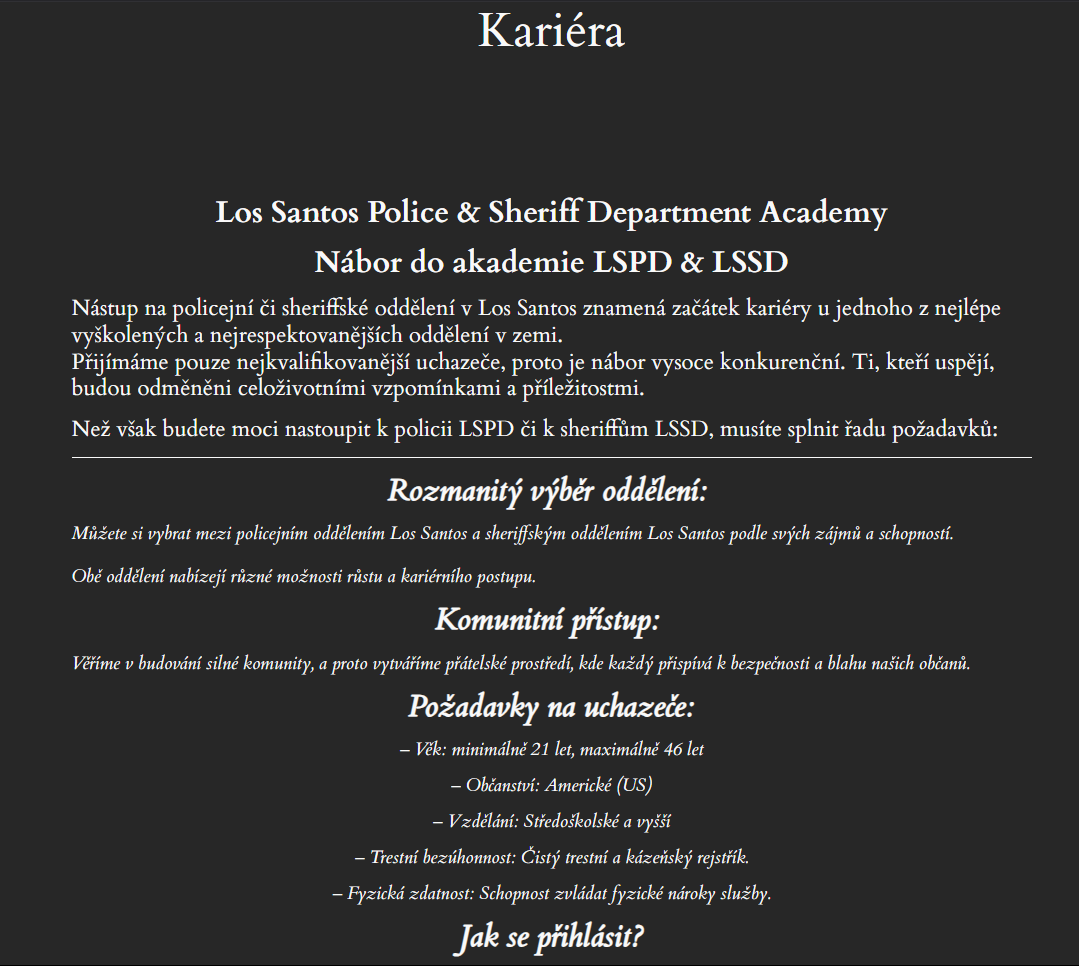 Kariéra
Los Santos Police & Sheriff Department Academy
Nábor do akademie LSPD & LSSD
Nástup na policejní či sheriffské oddělení v Los Santos znamená začátek kariéry u jednoho z nejlépe
vyškolených a nejrespektovanějších oddělení v zemi.
Přijímáme pouze nejkvalifikovanější uchazeče, proto je nábor vysoce konkurenční. Ti, kteří uspějí,
budou odměněni celoživotními vzpomínkami a příležitostmi.
Než však budete moci nastoupit k policii LSPD či k sheriffům LSSD, musíte splnit řadu požadavků:
Rozmanitý výběr oddělení:
Můžete si vybrat mezi policejním oddělením Los Santos a sheriffským oddělením Los Santos podle svých zájmů a schopností.
Obě oddělení nabízejí různé možnosti růstu a kariérního postupu.
Komunitní přístup:
Věříme v budování silné komunity, a proto vytváříme přátelské prostředí, kde každý přispívá k bezpečnosti a blahu našich občanů.
Požadavky na uchazeče:
– Věk: minimálně 21 let, maximálně 46 let
– Občanství: Americké (US)
– Vzdělání: Středoškolské a vyšší
– Trestní bezúhonnost: Čistý trestní a kázeňský rejstřík.
– Fyzická zdatnost: Schopnost zvládat fyzické nároky služby.
Jak se přihlásit?